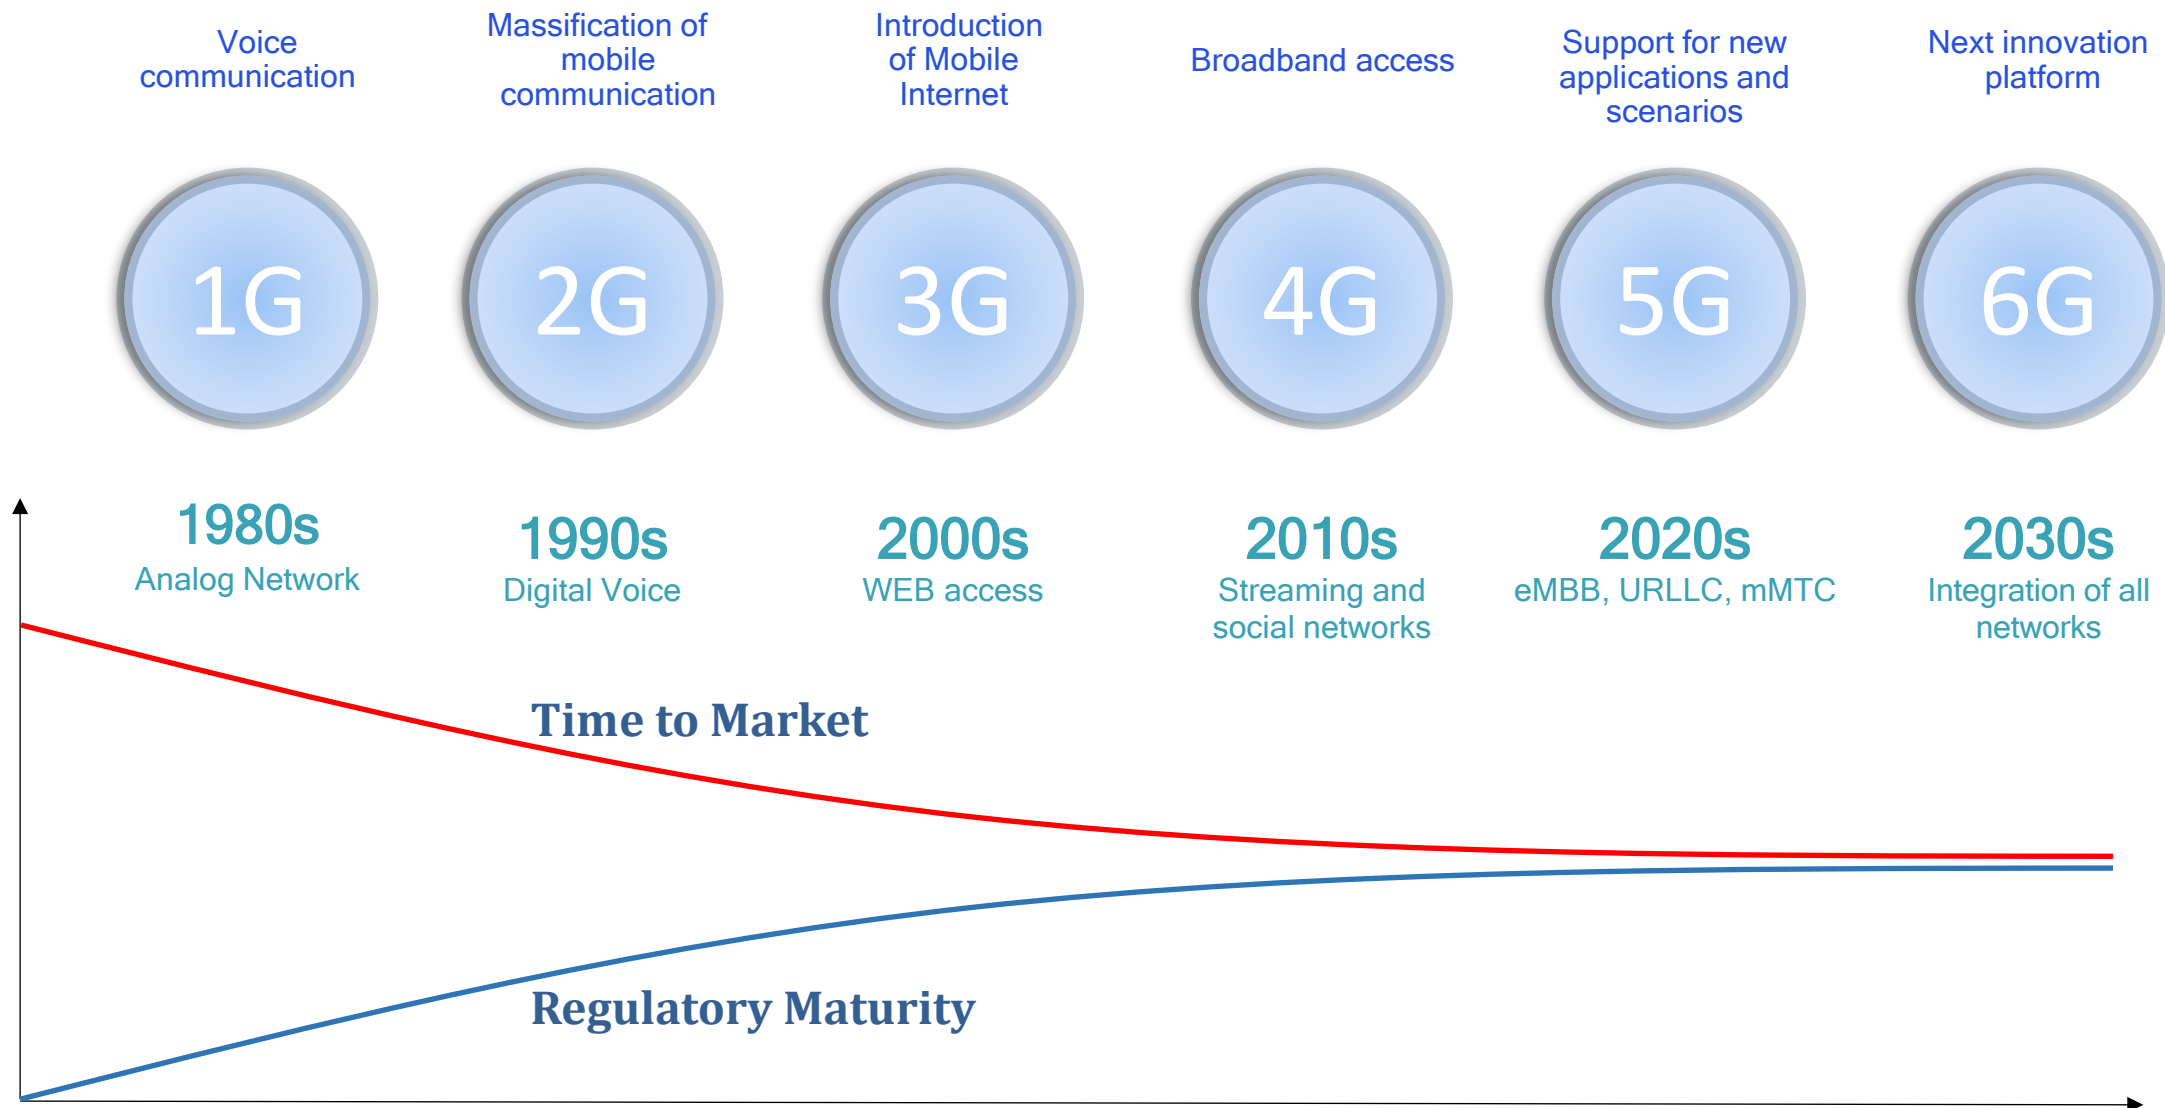 Voice
communication
Massification of
mobile
communication
Introduction
of Mobile
Internet
Broadband access
Support for new
applications and
scenarios
Next innovation
platform
1G
2G
3G
4G
5G
6G
1980s
Analog Network
1990s
Digital Voice
2000s
WEB access
2010s
Streaming and
social networks
2020s
eMBB, URLLC, mMTC
2030s
Integration of all
networks
Time to Market
Regulatory Maturity